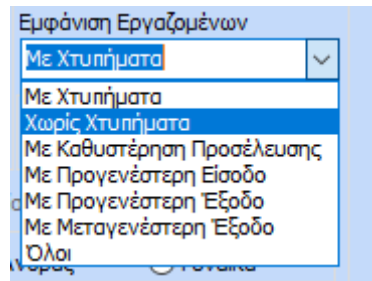 Εμφάνιση Εργαζομένων
Με Χτυπήματα
Με Χτυπήματα
Χωρίς Χτυπήματα
Με Καθυστέρηση Προσέλευσης
Με Προγενέστερη Είσοδο
Με Προγενέστερη Έξοδο
Με Μεταγενέστερη Έξοδο
Όλοι